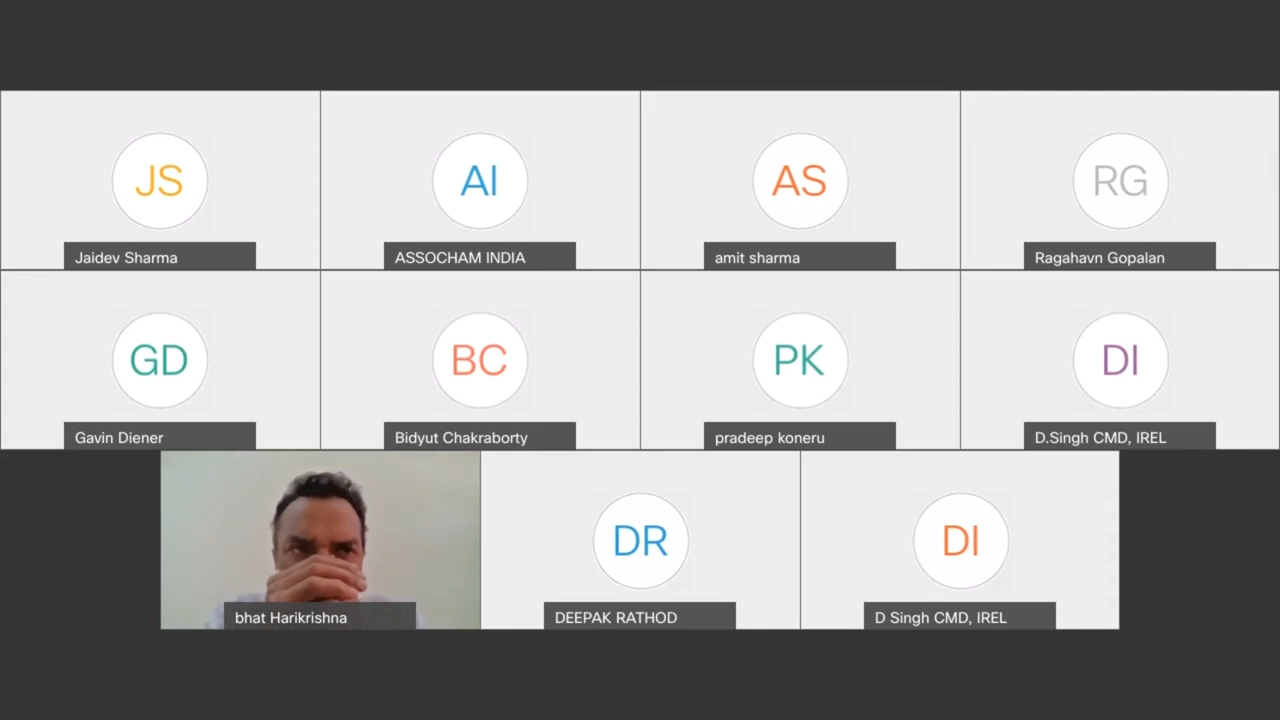 JS
AI
AS
RG
Jaidev Sharma
ASSOCHAM INDIA
amit sharma
Ragahavn Gopalan
GD
BC
PK
DI
Gavin Diener
Bidyut Chakraborty
pradeep koneru
D.Singh CMD, IREL
DR
DI
bhat Harikrishna
DEEPAK RATHOD
D Singh CMD, IREL